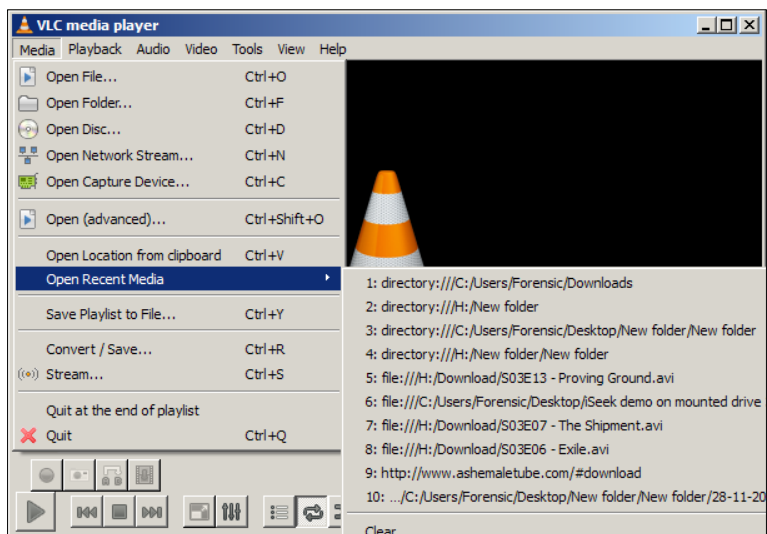 VLC media player
Media Playback Audio Video Tools View Help
Open File... Ctrl+O
Open Folder... Ctrl+F
Open Disc... Ctrl+D
Open Network Stream... Ctrl+N
Open Capture Device... Ctrl+C
Open (advanced)... Ctrl+Shift+O
Open Location from clipboard Ctrl+V
Open Recent Media
Save Playlist to File... Ctrl+Y
Convert / Save... Ctrl+R
Stream... Ctrl+S
Quit at the end of playlist
Quit Ctrl+Q
1: directory:///C:/Users/Forensic/Downloads
2: directory:///H:/New folder
3: directory:///C:/Users/Forensic/Desktop/New folder/New folder
4: directory:///H:/New folder/New folder
5: file:///H:/Download/S03E13 - Proving Ground.avi
6: file:///C:/Users/Forensic/Desktop/iSeek demo on mounted drive
7: file:///H:/Download/S03E07 - The Shipment.avi
8: file:///H:/Download/S03E06 - Exile.avi
9: http://www.ashemaletube.com/#download
10: .../C:/Users/Forensic/Desktop/New folder/New folder/28-11-20
Clear